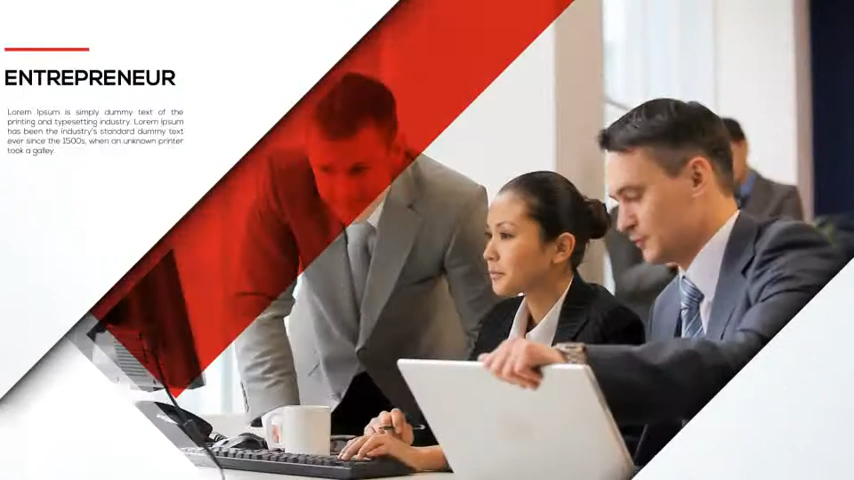 ENTREPRENEUR
Lorem Ipsum is simply dummy text of the
printing and typesetting industry. Lorem Ipsum
has been the industry's standard dummy text
ever since the 1500s, when an unknown printer
took a galley